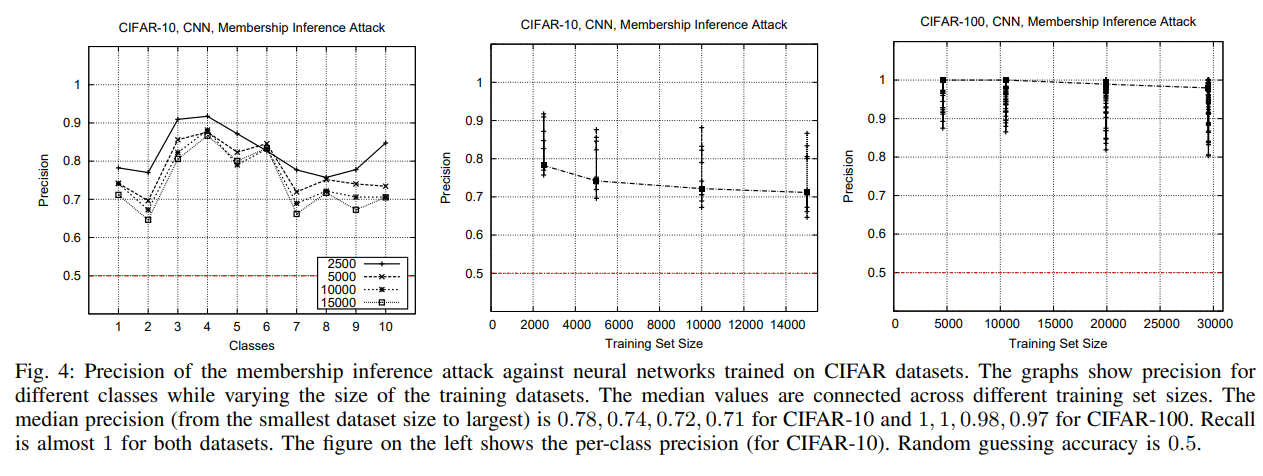 CIFAR-10, CNN, Membership Inference Attack
Precision
1
0.9
0.8
0.7
0.6
0.5
2500
5000
10000
15000
1 2 3 4 5 6 7 8 9 10
Classes
CIFAR-10, CNN, Membership Inference Attack
Precision
1
0.9
0.8
0.7
0.6
0.5
0 2000 4000 6000 8000 10000 12000 14000
Training Set Size
CIFAR-100, CNN, Membership Inference Attack
Precision
1
0.9
0.8
0.7
0.6
0.5
0 5000 10000 15000 20000 25000 30000
Training Set Size
Fig. 4: Precision of the membership inference attack against neural networks trained on CIFAR datasets. The graphs show precision for
different classes while varying the size of the training datasets. The median values are connected across different training set sizes. The
median precision (from the smallest dataset size to largest) is 0.78, 0.74, 0.72, 0.71 for CIFAR-10 and 1, 1, 0.98, 0.97 for CIFAR-100. Recall
is almost 1 for both datasets. The figure on the left shows the per-class precision (for CIFAR-10). Random guessing accuracy is 0.5.